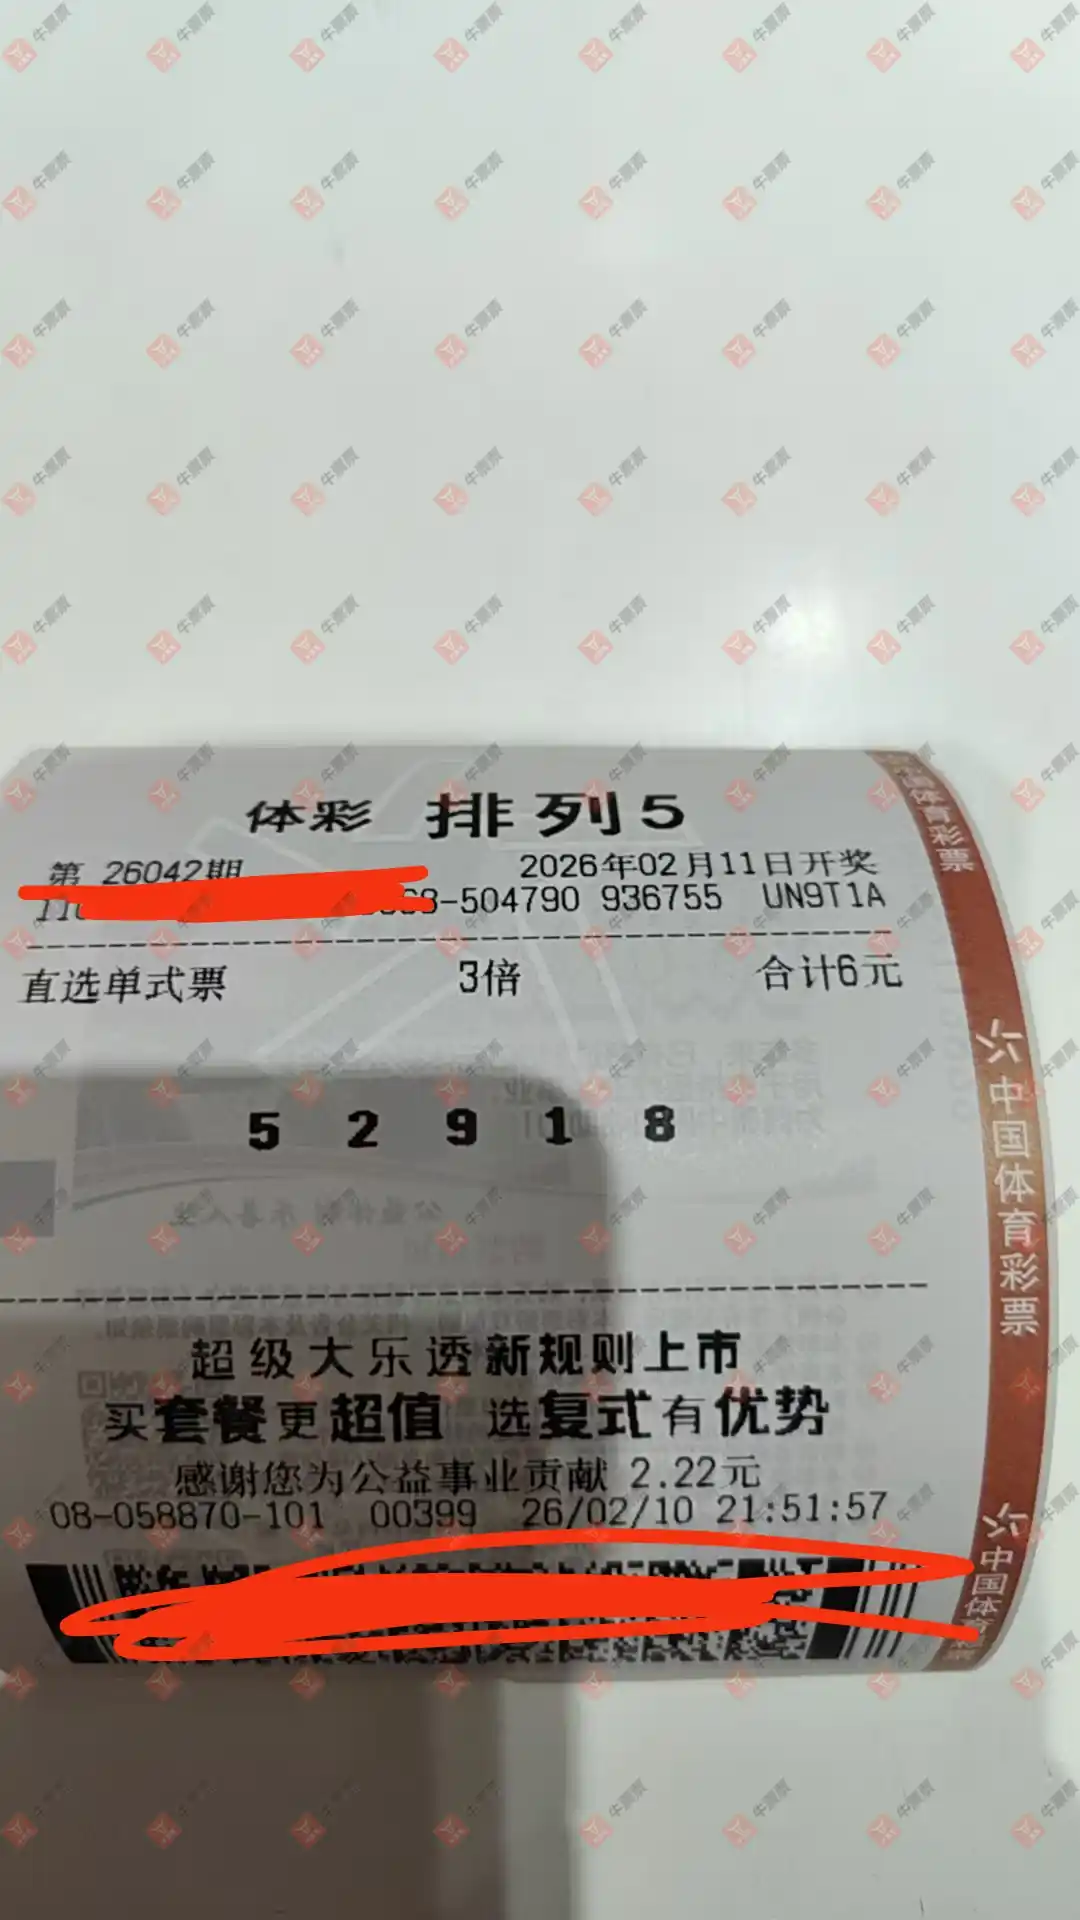 体彩 排列5
第 26042期 2026年02月11日开奖
8-504790 936755 UN9T1A
直选单式票 3倍 合计6元
5 2 9 1 8
超级大乐透新规则上市
买套餐更超值 选复式有优势
感谢您为公益事业贡献 2.22元
08-058870-101 00399 26/02/10 21:51:57
中国体育彩票
牛票票